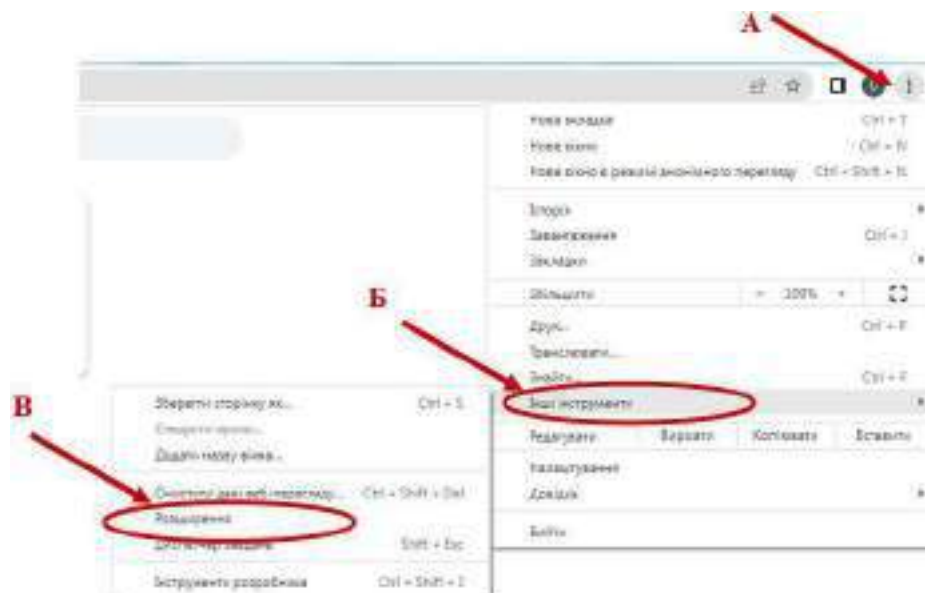 А
Нова вкладка Ctrl + T
Нове вікно Ctrl + N
Нове вікно в режимі анонімного перегляду Ctrl + Shift + N
Історія
Завантаження Ctrl + J
Закладки
Збільшити - 100% +
Б
Друк... Ctrl + P
Транслювати...
Знайти... Ctrl + F
Інші інструменти
Редагувати Вирізати Копіювати Вставити
Налаштування
Довідка
Вийти
В
Зберегти сторінку як... Ctrl + S
Створити ярлик...
Додати назву вікна...
Очистити дані веб-перегляду... Ctrl + Shift + Del
Розширення
Диспетчер завдань Shift + Esc
Інструменти розробника Ctrl + Shift + I